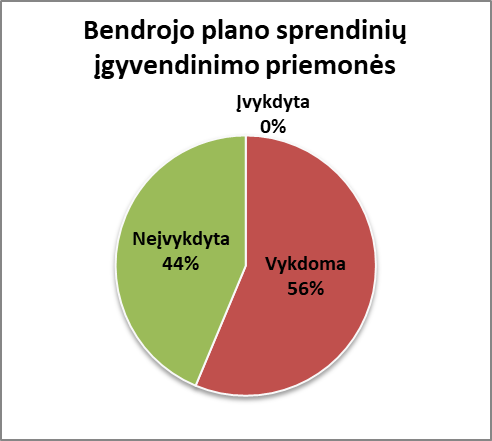 Bendrojo plano sprendinių
įgyvendinimo priemonės
Įvykdyta
0%
Neįvykdyta
44%
Vykdoma
56%